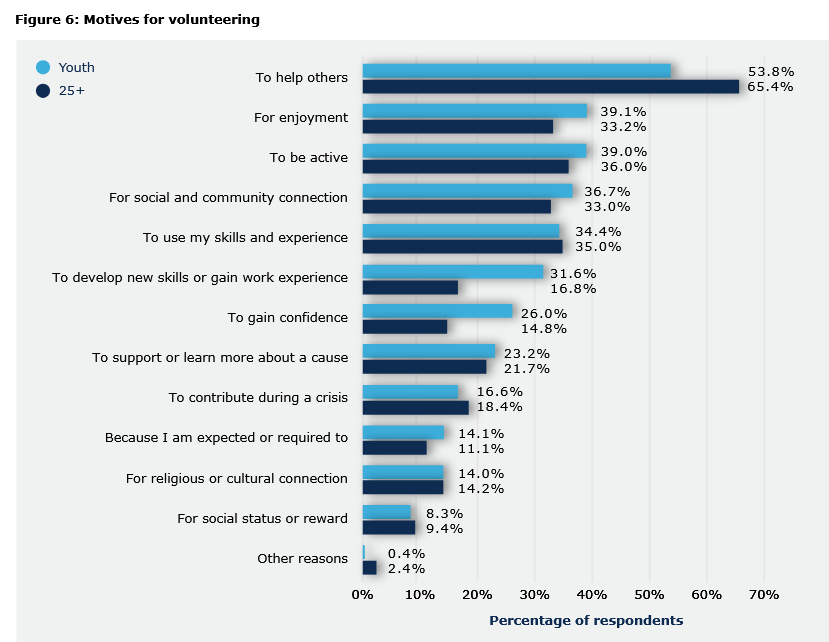 Figure 6: Motives for volunteering
Youth
25+
To help others
53.8%
65.4%
For enjoyment
39.1%
33.2%
To be active
39.0%
36.0%
For social and community connection
36.7%
33.0%
To use my skills and experience
34.4%
35.0%
To develop new skills or gain work experience
31.6%
16.8%
To gain confidence
26.0%
14.8%
To support or learn more about a cause
23.2%
21.7%
To contribute during a crisis
16.6%
18.4%
Because I am expected or required to
14.1%
11.1%
For religious or cultural connection
14.0%
14.2%
For social status or reward
8.3%
9.4%
Other reasons
0.4%
2.4%
0% 10% 20% 30% 40% 50% 60% 70%
Percentage of respondents